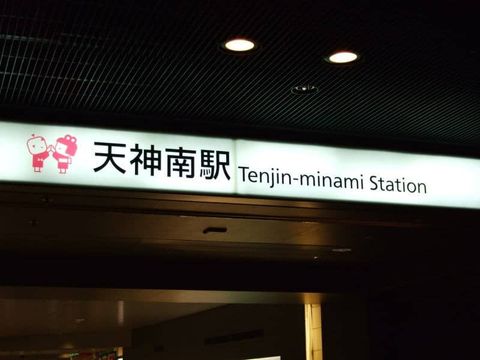 天神南駅 Tenjin-minami Station